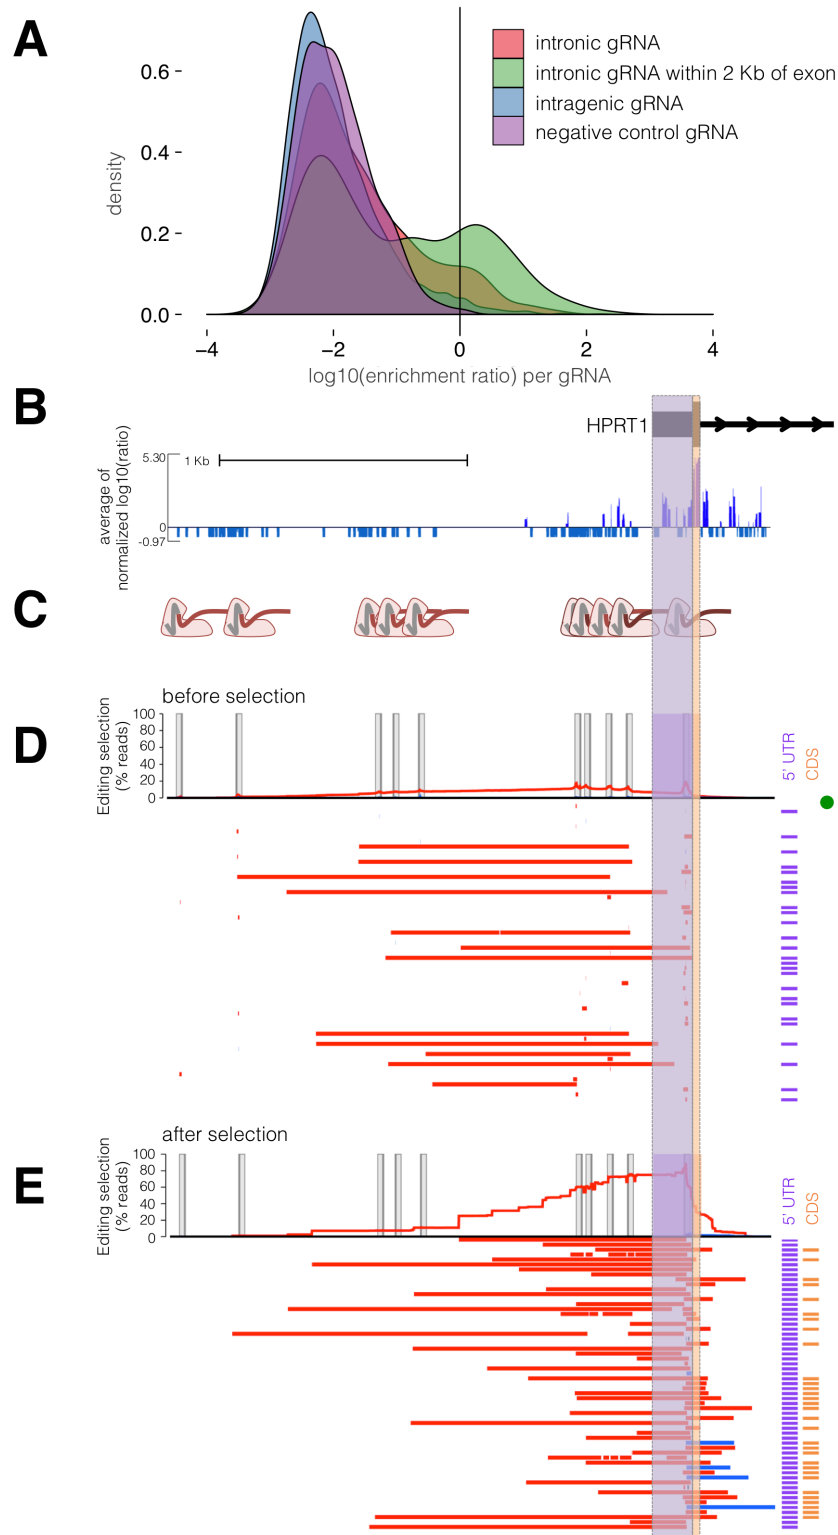 A
intronic gRNA
intronic gRNA within 2 Kb of exon
intragenic gRNA
negative control gRNA
density
0.6
0.4
0.2
0.0
−4
−2
0
2
4
log10(enrichment ratio) per gRNA
B
HPRT1
average of
normalized log10(ratio)
5.30
0
-0.97
1 Kb
C
before selection
D
Editing selection
(% reads)
100
80
60
40
20
0
5' UTR
CDS
after selection
E
Editing selection
(% reads)
100
80
60
40
20
0
5' UTR
CDS